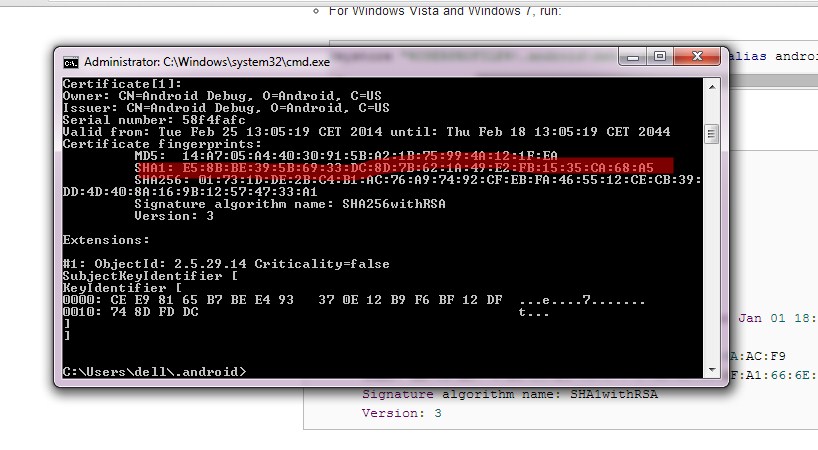 For Windows Vista and Windows 7, run:
Administrator: C:\Windows\system32\cmd.exe
alias andro
Certificate[1]:
Owner: CN=Android Debug, O=Android, C=US
Issuer: CN=Android Debug, O=Android, C=US
Serial number: 58f4fafc
Valid from: Tue Feb 25 13:05:19 CET 2014 until: Thu Feb 18 13:05:19 CET 2044
Certificate fingerprints:
MD5: 14:A7:05:A4:40:30:91:5B:A2:1B:75:99:4A:12:1F:EA
SHA1: E5:8B:BE:39:5B:69:33:DC:8D:7B:62:1A:49:E2:FB:15:35:CA:68:A5
SHA256: 01:73:1D:DE:2B:C4:B1:AC:76:A9:74:92:CF:EB:FA:46:55:12:CE:CB:39:
DD:4D:40:8A:16:9B:12:57:47:33:A1
Signature algorithm name: SHA256withRSA
Version: 3
Extensions:
#1: ObjectId: 2.5.29.14 Criticality=false
SubjectKeyIdentifier [
KeyIdentifier [
0000: CE E9 81 65 B7 BE E4 93 37 0E 12 B9 F6 BF 12 DF ...e....7.......
0010: 74 8D FD DC t...
]
]
Jan 01 18:
A:AC:F9
F:A1:66:6E:
C:\Users\dell\.android>
Signature algorithm name: SHA1withRSA
Version: 3